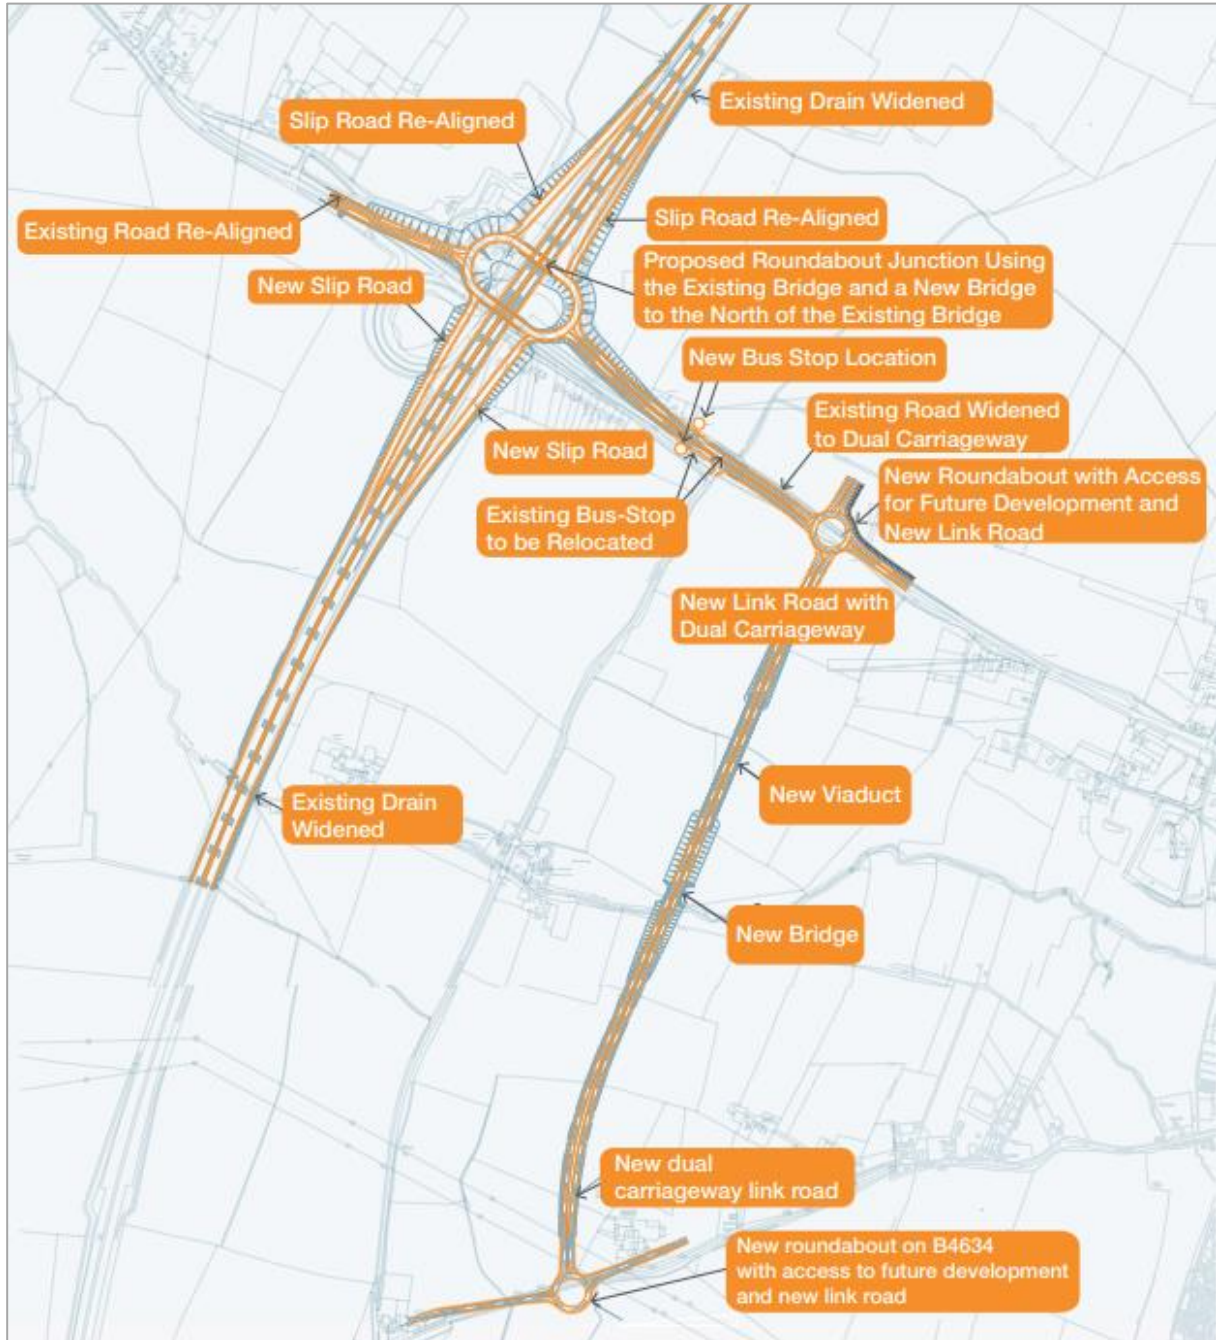 Existing Drain Widened
Slip Road Re-Aligned
Slip Road Re-Aligned
Existing Road Re-Aligned
Proposed Roundabout Junction Using
the Existing Bridge and a New Bridge
to the North of the Existing Bridge
New Slip Road
New Bus Stop Location
Existing Road Widened
to Dual Carriageway
New Slip Road
New Roundabout with Access
for Future Development and
New Link Road
Existing Bus-Stop
to be Relocated
New Link Road with
Dual Carriageway
New Viaduct
Existing Drain
Widened
New Bridge
New dual
carriageway link road
New roundabout on B4634
with access to future development
and new link road